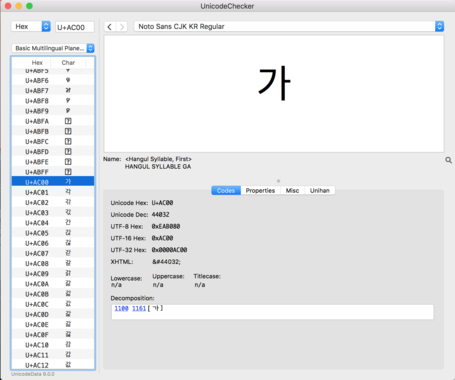 UnicodeChecker
Hex U+AC00 Noto Sans CJK KR Regular
Basic Multilingual Plane...
Hex Char
U+ABF5
U+ABF6
U+ABF7
U+ABF8
U+ABF9
U+ABFA
U+ABFB
U+ABFC
U+ABFD
U+ABFE
U+ABFF
U+AC00 가
U+AC01 각
U+AC02 갂
U+AC03 갃
U+AC04 간
U+AC05 갅
U+AC06 갆
U+AC07 갇
U+AC08 갈
U+AC09 갉
U+AC0A 갊
U+AC0B 갋
U+AC0C 갌
U+AC0D 갍
U+AC0E 갎
U+AC0F 갏
U+AC10 감
U+AC11 갑
U+AC12 값
UnicodeData 9.0.0
가
Name: <Hangul Syllable, First>
HANGUL SYLLABLE GA
Codes Properties Misc Unihan
Unicode Hex: U+AC00
Unicode Dec: 44032
UTF-8 Hex: 0xEAB080
UTF-16 Hex: 0xAC00
UTF-32 Hex: 0x0000AC00
XHTML: &#44032;
Lowercase: Uppercase: Titlecase:
n/a n/a n/a
Decomposition:
1100 1161[ 가]